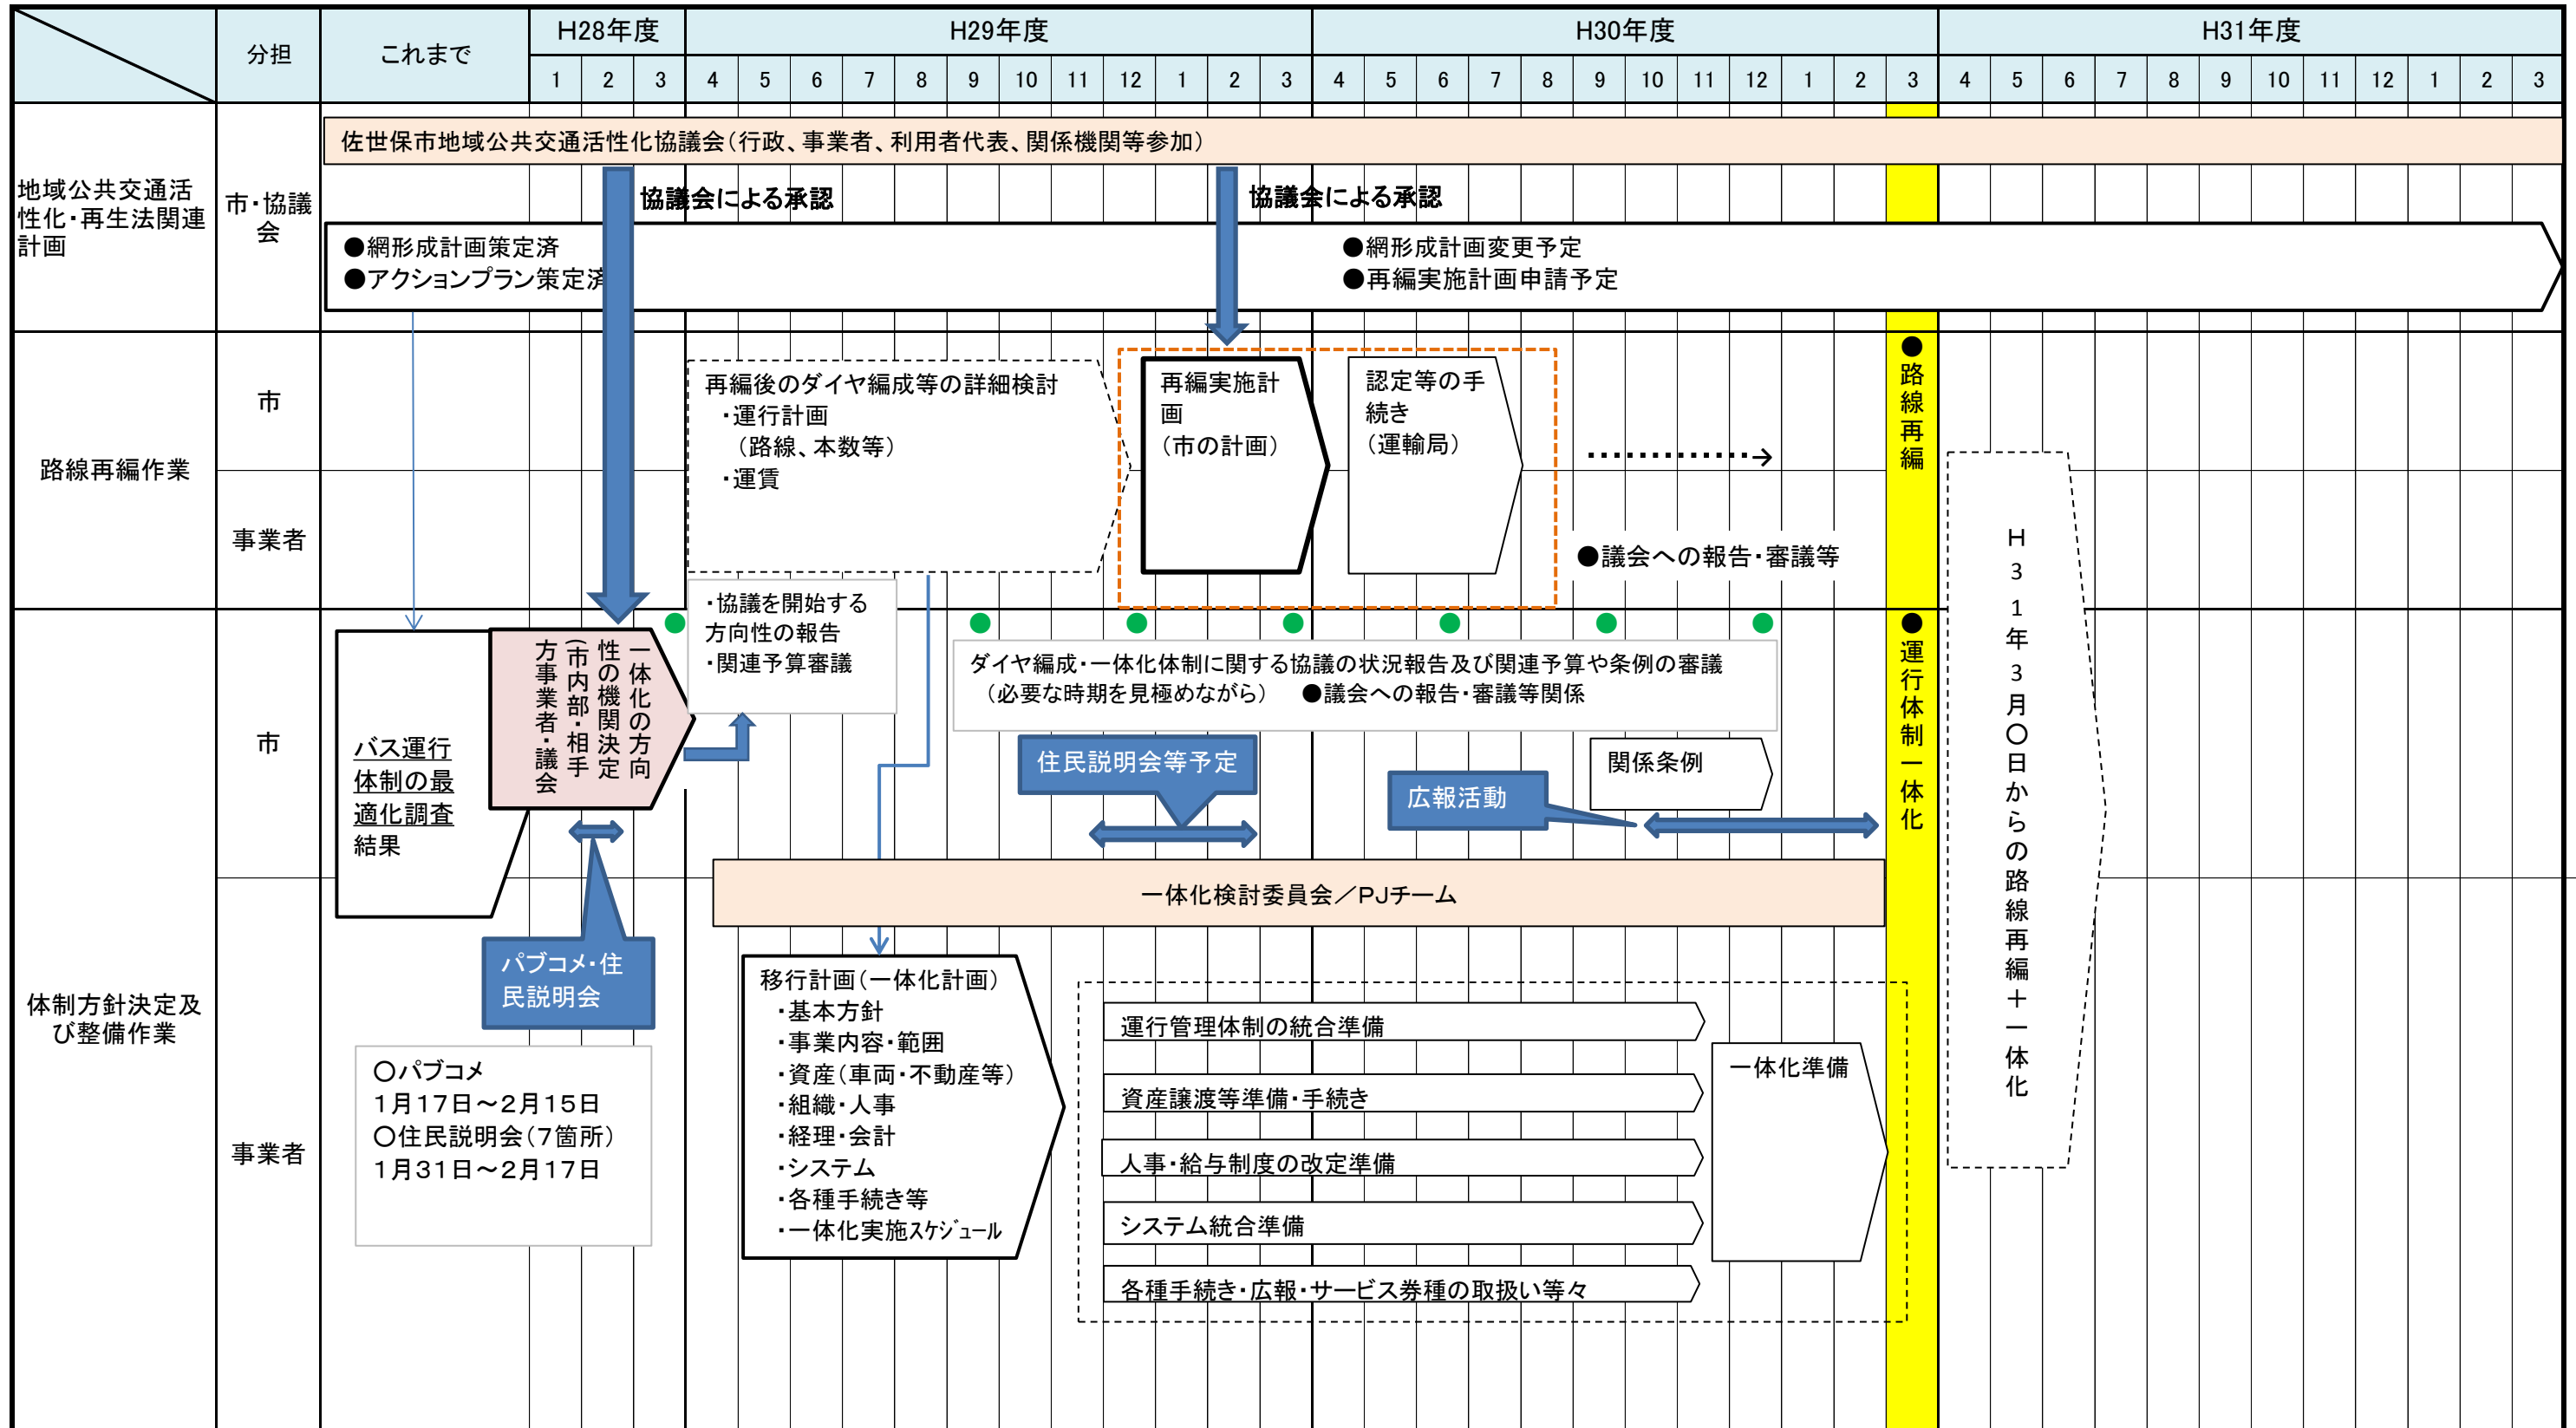 分担
これまで
H28年度
H29年度
H30年度
H31年度
1 2 3 4 5 6 7 8 9 10 11 12 1 2 3 4 5 6 7 8 9 10 11 12 1 2 3 4 5 6 7 8 9 10 11 12 1 2 3
佐世保市地域公共交通活性化協議会（行政、事業者、利用者代表、関係機関等参加）
地域公共交通活
性化・再生法関連
計画
市・協議
会
協議会による承認
協議会による承認
●網形成計画策定済
●アクションプラン策定済
●網形成計画変更予定
●再編実施計画申請予定
路線再編作業
市
事業者
再編後のダイヤ編成等の詳細検討
・運行計画
（路線、本数等）
・運賃
再編実施計
画
（市の計画）
認定等の手
続き
（運輸局）
●議会への報告・審議等
●路線再編
体制方針決定及
び整備作業
市
事業者
バス運行
体制の最
適化調査
結果
一体化の方向
性の機関決定
（市内部・相手
方事業者・議会
・協議を開始する
方向性の報告
・関連予算審議
ダイヤ編成・一体化体制に関する協議の状況報告及び関連予算や条例の審議
（必要な時期を見極めながら）　●議会への報告・審議等関係
住民説明会等予定
広報活動
関係条例
●運行体制一体化
H31年3月〇日からの路線再編＋一体化
一体化検討委員会／PJチーム
パブコメ・住
民説明会
〇パブコメ
１月１７日～２月１５日
〇住民説明会（７箇所）
１月３１日～２月１７日
移行計画（一体化計画）
・基本方針
・事業内容・範囲
・資産（車両・不動産等）
・組織・人事
・経理・会計
・システム
・各種手続き等
・一体化実施ｽｹｼﾞｭｰﾙ
運行管理体制の統合準備
資産譲渡等準備・手続き
人事・給与制度の改定準備
システム統合準備
各種手続き・広報・サービス券種の取扱い等々
一体化準備